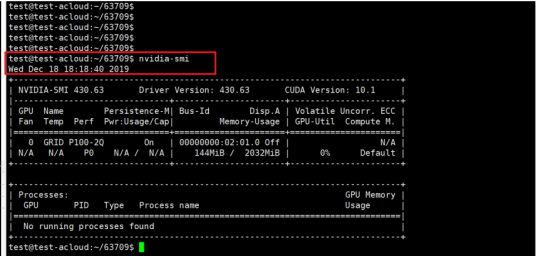 test@test-acloud:~/63709$
test@test-acloud:~/63709$
test@test-acloud:~/63709$
test@test-acloud:~/63709$
test@test-acloud:~/63709$
test@test-acloud:~/63709$ nvidia-smi
Wed Dec 18 18:18:40 2019
+-----------------------------------------------------------------------------+
| NVIDIA-SMI 430.63       Driver Version: 430.63       CUDA Version: 10.1     |
|-------------------------------+----------------------+----------------------+
| GPU  Name        Persistence-M| Bus-Id        Disp.A | Volatile Uncorr. ECC |
| Fan  Temp  Perf  Pwr:Usage/Cap|         Memory-Usage | GPU-Util  Compute M. |
|===============================+======================+======================|
|   0  GRID P100-2Q        On   | 00000000:02:01.0 Off |                  N/A |
| N/A   N/A    P0    N/A /  N/A |    144MiB /  2032MiB |      0%      Default |
+-------------------------------+----------------------+----------------------+
+-----------------------------------------------------------------------------+
| Processes:                                                       GPU Memory |
|  GPU       PID   Type   Process name                             Usage      |
|=============================================================================|
|  No running processes found                                                 |
+-----------------------------------------------------------------------------+
test@test-acloud:~/63709$